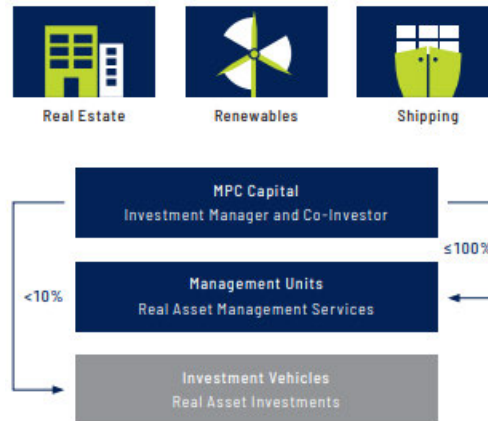 Real Estate
Renewables
Shipping
MPC Capital
Investment Manager and Co-Investor
≤100%
<10%
Management Units
Real Asset Management Services
Investment Vehicles
Real Asset Investments